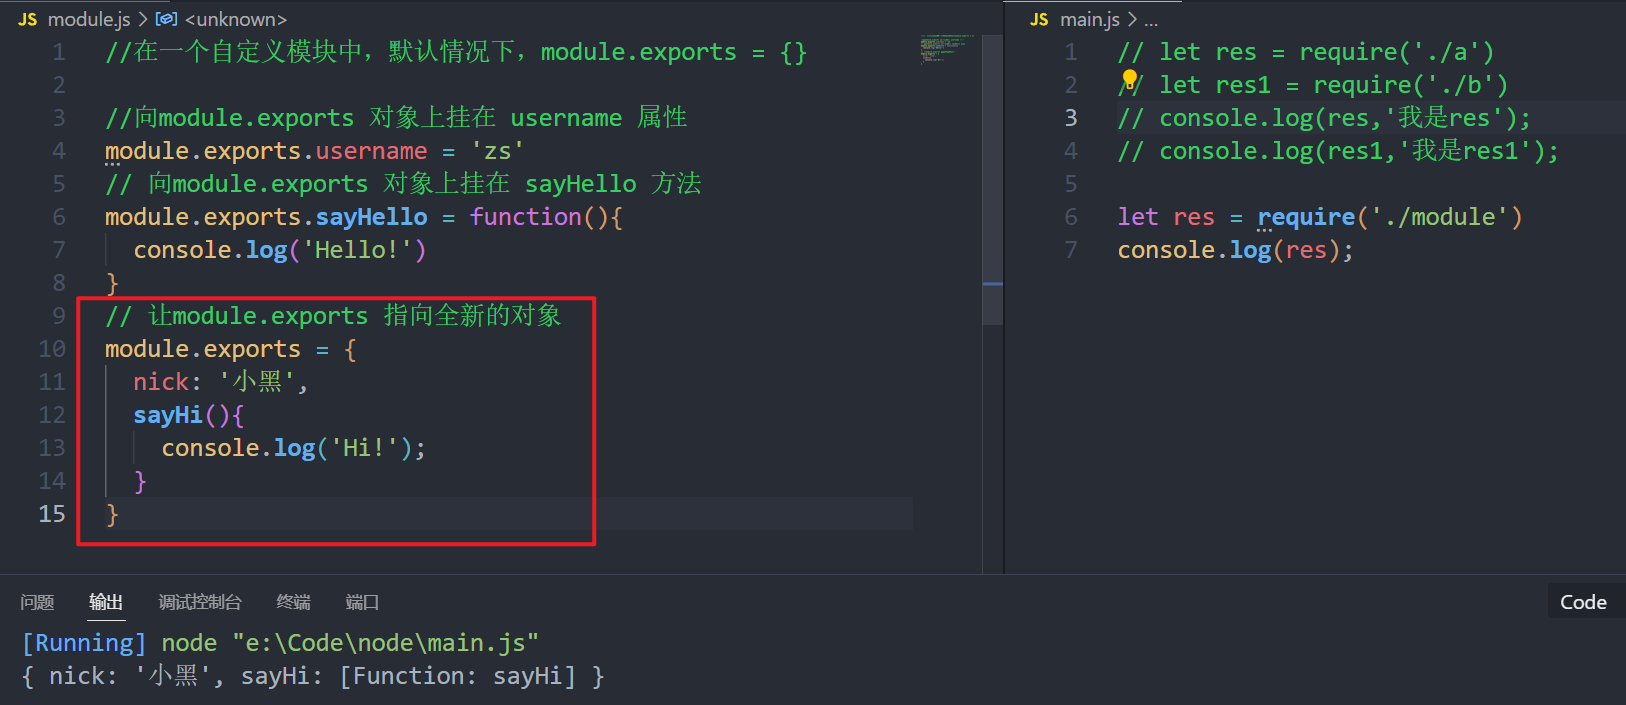 JS module.js > <unknown>
1 //在一个自定义模块中，默认情况下，module.exports = {}
2
3 //向module.exports 对象上挂在 username 属性
4 module.exports.username = 'zs'
5 // 向module.exports 对象上挂在 sayHello 方法
6 module.exports.sayHello = function(){
7 console.log('Hello!')
8 }
9 // 让module.exports 指向全新的对象
10 module.exports = {
11 nick: '小黑',
12 sayHi(){
13 console.log('Hi!');
14 }
15 }
JS main.js > ...
1 // let res = require('./a')
2 // let res1 = require('./b')
3 // console.log(res,'我是res');
4 // console.log(res1,'我是res1');
5
6 let res = require('./module')
7 console.log(res);
问题 输出 调试控制台 终端 端口 Code
[Running] node "e:\Code\node\main.js"
{ nick: '小黑', sayHi: [Function: sayHi] }